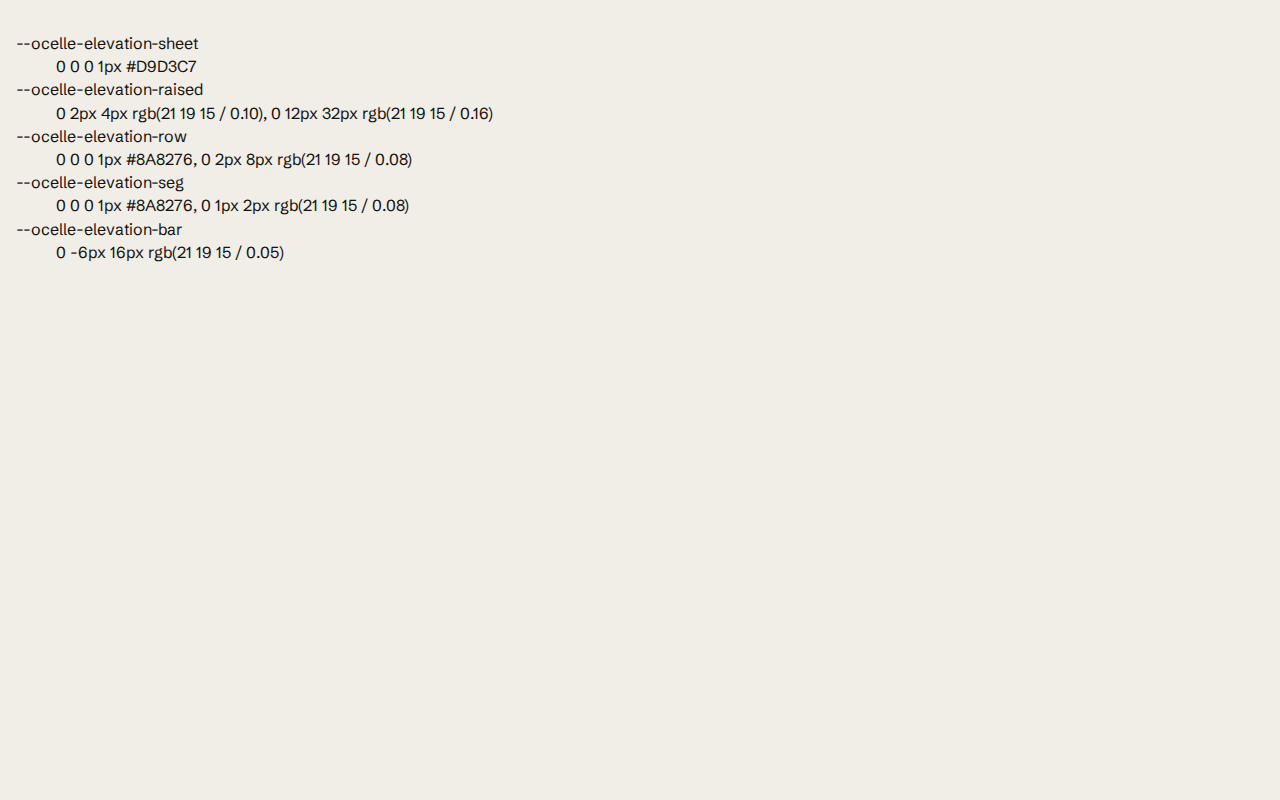 --ocelle-elevation-sheet
0 0 0 1px #D9D3C7
--ocelle-elevation-raised
0 2px 4px rgb(21 19 15 / 0.10), 0 12px 32px rgb(21 19 15 / 0.16)
--ocelle-elevation-row
0 0 0 1px #8A8276, 0 2px 8px rgb(21 19 15 / 0.08)
--ocelle-elevation-seg
0 0 0 1px #8A8276, 0 1px 2px rgb(21 19 15 / 0.08)
--ocelle-elevation-bar
0 -6px 16px rgb(21 19 15 / 0.05)